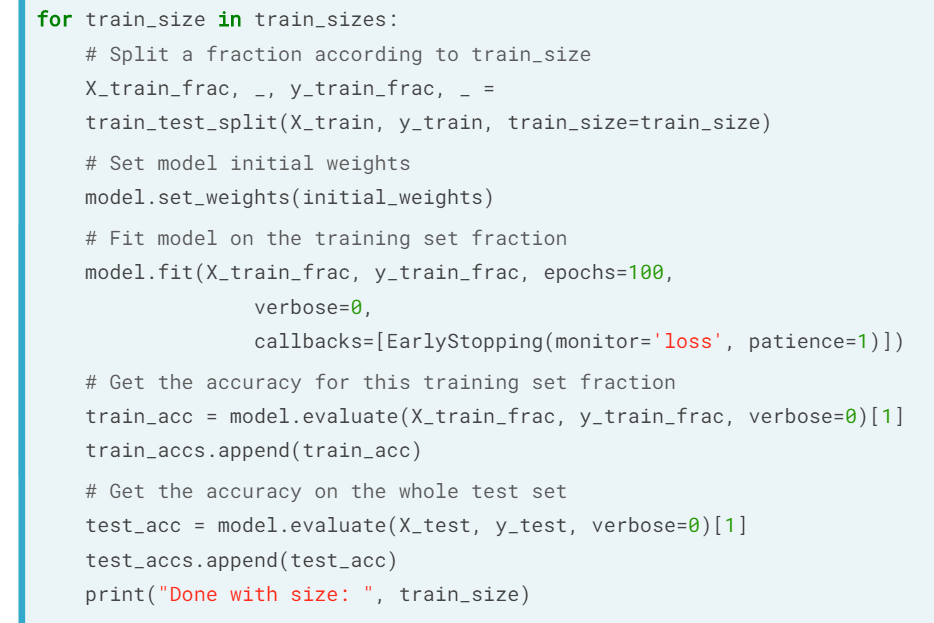 for train_size in train_sizes:
    # Split a fraction according to train_size
    X_train_frac, _, y_train_frac, _ =
    train_test_split(X_train, y_train, train_size=train_size)
    # Set model initial weights
    model.set_weights(initial_weights)
    # Fit model on the training set fraction
    model.fit(X_train_frac, y_train_frac, epochs=100,
                  verbose=0,
                  callbacks=[EarlyStopping(monitor='loss', patience=1)])
    # Get the accuracy for this training set fraction
    train_acc = model.evaluate(X_train_frac, y_train_frac, verbose=0)[1]
    train_accs.append(train_acc)
    # Get the accuracy on the whole test set
    test_acc = model.evaluate(X_test, y_test, verbose=0)[1]
    test_accs.append(test_acc)
    print("Done with size: ", train_size)